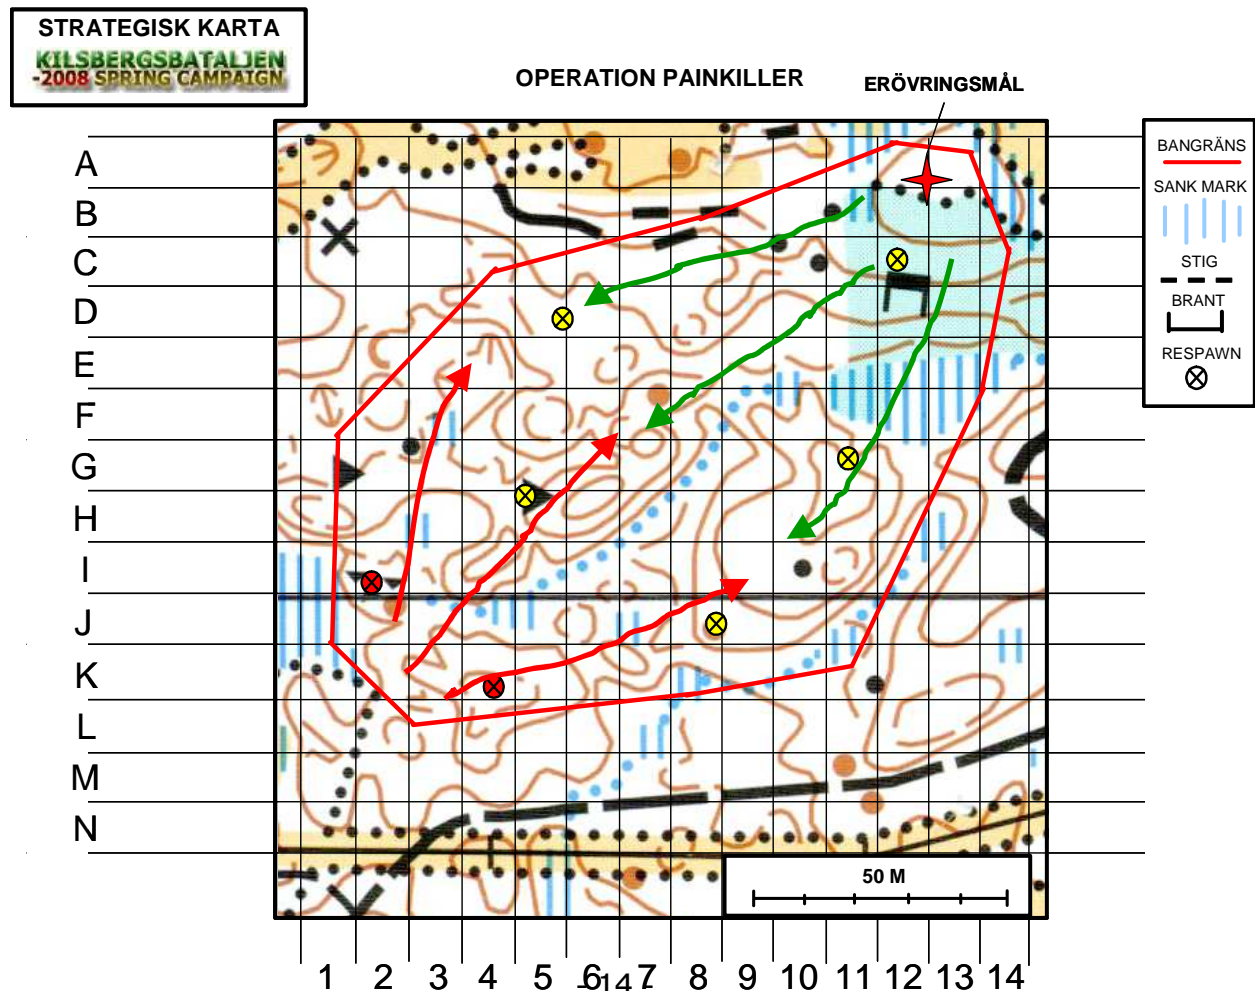 STRATEGISK KARTA
KILSBERGSBATALJEN
-2008 SPRING CAMPAIGN
OPERATION PAINKILLER
ERÖVRINGSMÅL
BANGRÄNS
SANK MARK
STIG
BRANT
RESPAWN
A
B
C
D
E
F
G
H
I
J
K
L
M
N
50 M
1 2 3 4 5 6 7 8 9 10 11 12 13 14
- 14 -